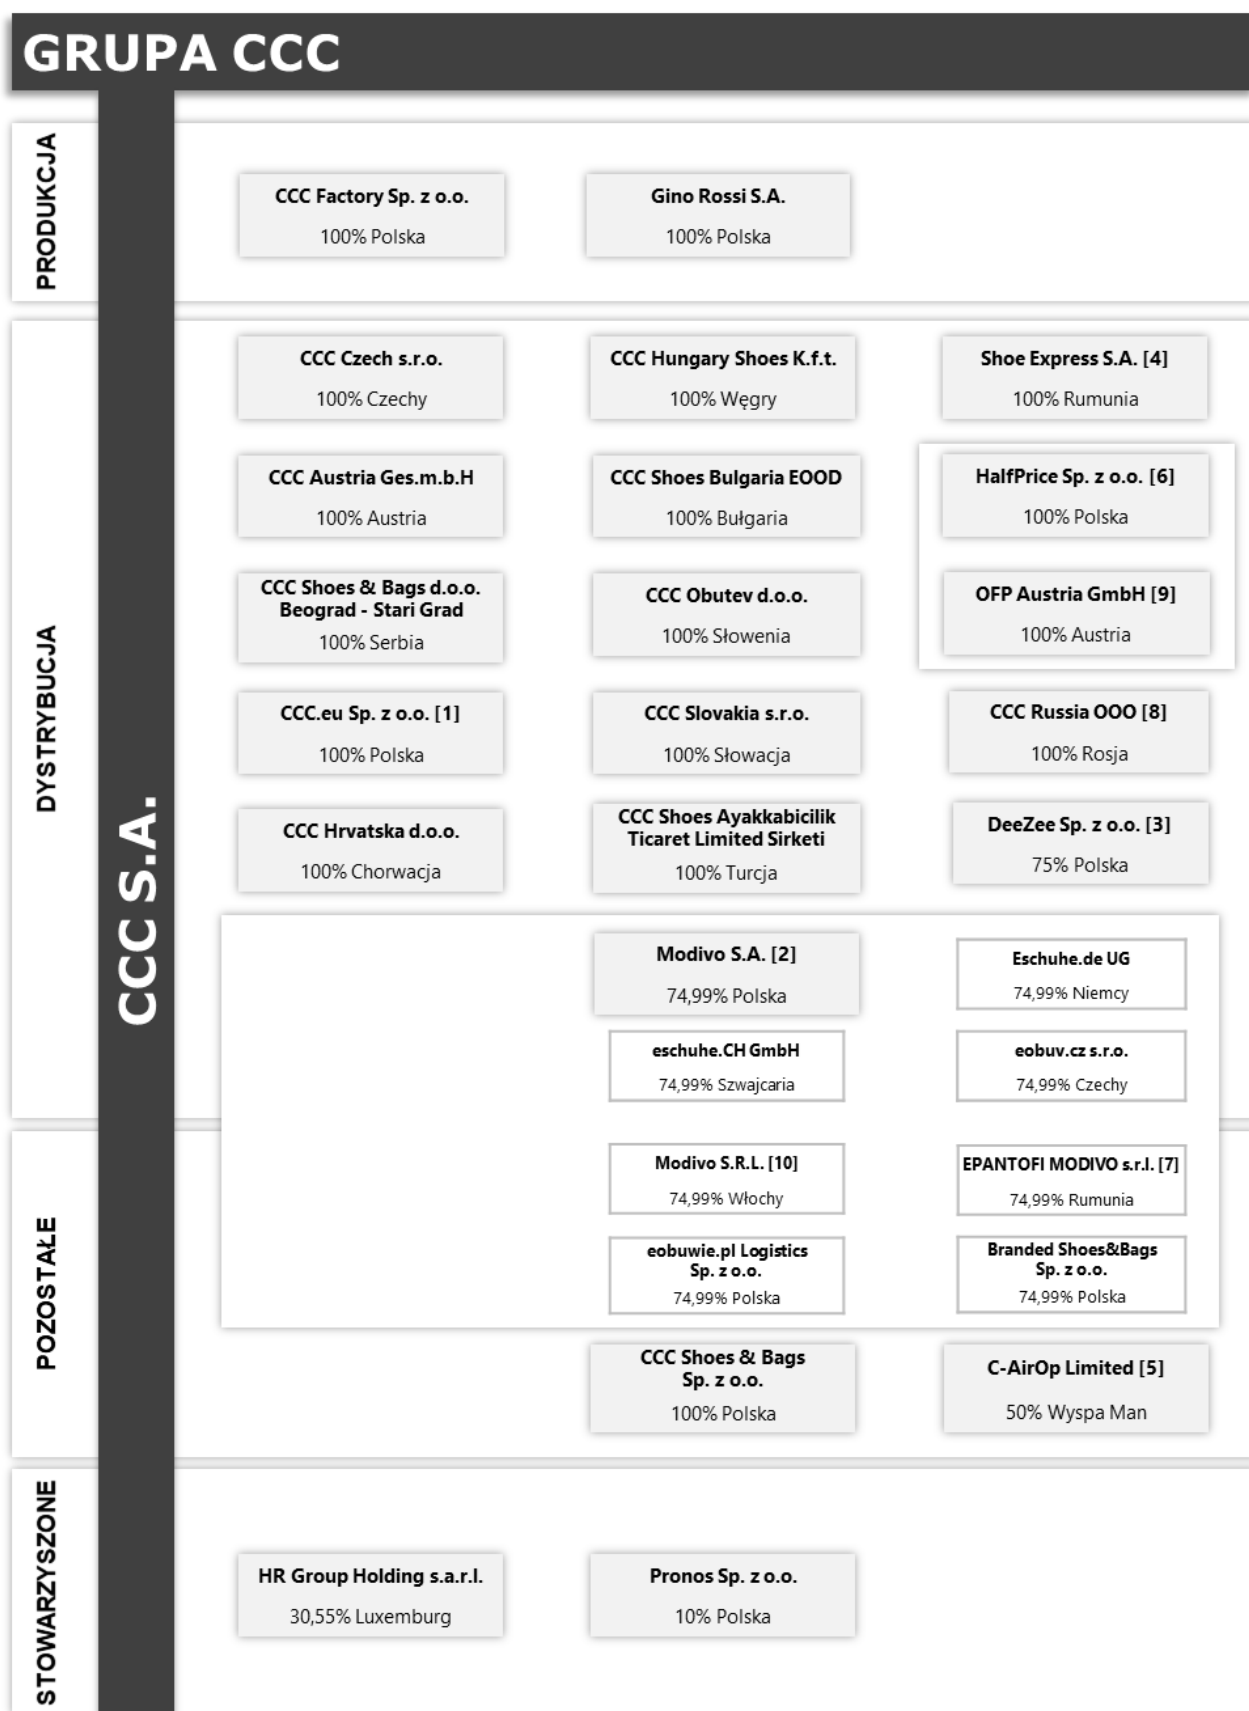 GRUPA CCC
CCC S.A.
PRODUKCJA
CCC Factory Sp. z o.o.
100% Polska
Gino Rossi S.A.
100% Polska
DYSTRYBUCJA
CCC Czech s.r.o.
100% Czechy
CCC Hungary Shoes K.f.t.
100% Węgry
Shoe Express S.A. [4]
100% Rumunia
CCC Austria Ges.m.b.H
100% Austria
CCC Shoes Bulgaria EOOD
100% Bułgaria
HalfPrice Sp. z o.o. [6]
100% Polska
CCC Shoes & Bags d.o.o.
Beograd - Stari Grad
100% Serbia
CCC Obutev d.o.o.
100% Słowenia
OFP Austria GmbH [9]
100% Austria
CCC.eu Sp. z o.o. [1]
100% Polska
CCC Slovakia s.r.o.
100% Słowacja
CCC Russia OOO [8]
100% Rosja
CCC Hrvatska d.o.o.
100% Chorwacja
CCC Shoes Ayakkabicilik
Ticaret Limited Sirketi
100% Turcja
DeeZee Sp. z o.o. [3]
75% Polska
Modivo S.A. [2]
74,99% Polska
Eschuhe.de UG
74,99% Niemcy
eschuhe.CH GmbH
74,99% Szwajcaria
eobuv.cz s.r.o.
74,99% Czechy
POZOSTAŁE
Modivo S.R.L. [10]
74,99% Włochy
EPANTOFI MODIVO s.r.l. [7]
74,99% Rumunia
eobuwie.pl Logistics
Sp. z o.o.
74,99% Polska
Branded Shoes&Bags
Sp. z o.o.
74,99% Polska
CCC Shoes & Bags
Sp. z o.o.
100% Polska
C-AirOp Limited [5]
50% Wyspa Man
STOWARZYSZONE
HR Group Holding s.a.r.l.
30,55% Luxemburg
Pronos Sp. z o.o.
10% Polska